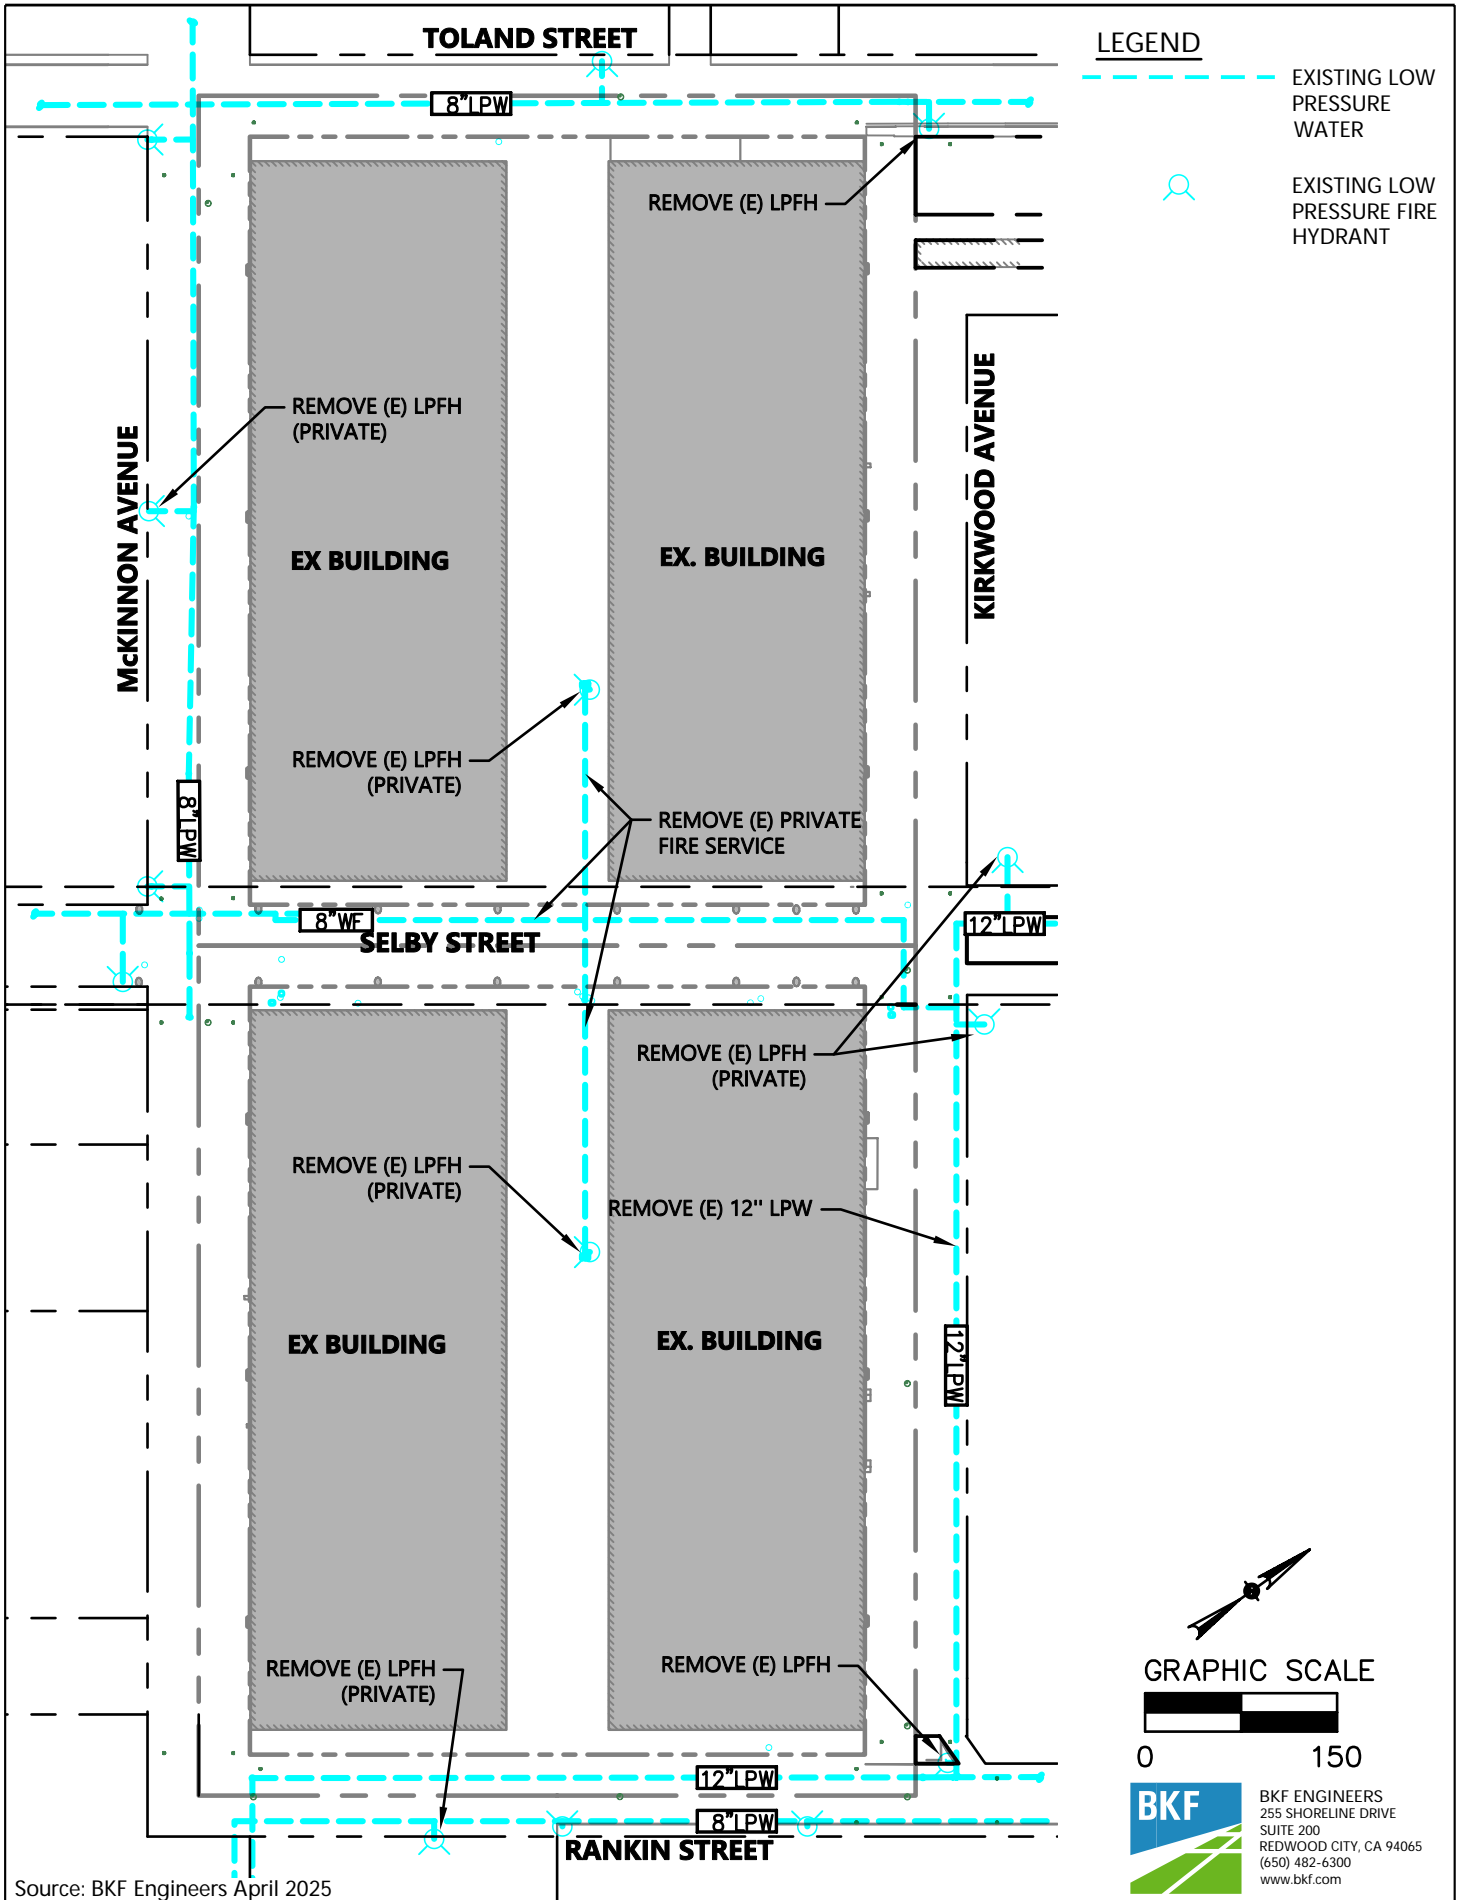 TOLAND STREET
LEGEND
EXISTING LOW
PRESSURE
WATER
8"LPW
EXISTING LOW
PRESSURE FIRE
HYDRANT
REMOVE (E) LPFH
REMOVE (E) LPFH
(PRIVATE)
McKINNON AVENUE
KIRKWOOD AVENUE
EX BUILDING
EX. BUILDING
REMOVE (E) LPFH
(PRIVATE)
8"LPW
REMOVE (E) PRIVATE
FIRE SERVICE
8"WF
12"LPW
SELBY STREET
REMOVE (E) LPFH
(PRIVATE)
REMOVE (E) LPFH
(PRIVATE)
REMOVE (E) 12" LPW
EX BUILDING
EX. BUILDING
12"LPW
REMOVE (E) LPFH
(PRIVATE)
REMOVE (E) LPFH
GRAPHIC SCALE
0 150
12"LPW
8"LPW
RANKIN STREET
BKF
BKF ENGINEERS
255 SHORELINE DRIVE
SUITE 200
REDWOOD CITY, CA 94065
(650) 482-6300
www.bkf.com
Source: BKF Engineers April 2025